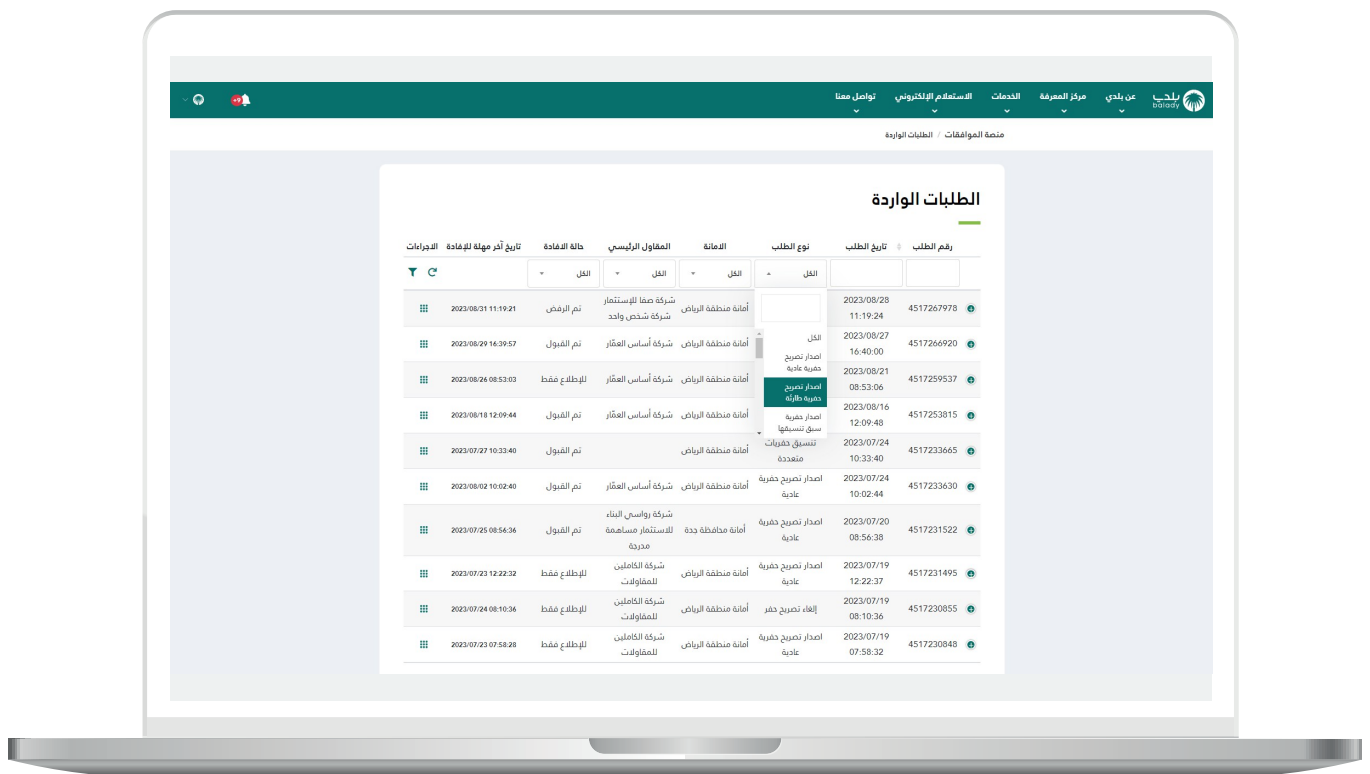 بلدي
balady
عن بلدي
مركز المعرفة
الخدمات
الاستعلام الإلكتروني
تواصل معنا
+9
منصة الموافقات / الطلبات الواردة
الطلبات الواردة
رقم الطلب تاريخ الطلب نوع الطلب الامانة المقاول الرئيسي حالة الافادة تاريخ آخر مهلة للإفادة الاجراءات
الكل الكل الكل الكل
الكل
اصدار تصريح
حفرية عادية
اصدار تصريح
حفرية طارئة
اصدار حفرية
سبق تنسيقها
4517267978
2023/08/28
11:19:24
أمانة منطقة الرياض
شركة صفا للإستثمار
شركة شخص واحد
تم الرفض
2023/08/31 11:19:21
4517266920
2023/08/27
16:40:00
أمانة منطقة الرياض
شركة أساس العمّار
تم القبول
2023/08/29 16:39:57
4517259537
2023/08/21
08:53:06
أمانة منطقة الرياض
شركة أساس العمّار
للإطلاع فقط
2023/08/26 08:53:03
4517253815
2023/08/16
12:09:48
أمانة منطقة الرياض
شركة أساس العمّار
تم القبول
2023/08/18 12:09:44
4517233665
2023/07/24
10:33:40
تنسيق حفريات
متعددة
أمانة منطقة الرياض
تم القبول
2023/07/27 10:33:40
4517233630
2023/07/24
10:02:44
اصدار تصريح حفرية
عادية
أمانة منطقة الرياض
شركة أساس العمّار
تم القبول
2023/08/02 10:02:40
4517231522
2023/07/20
08:56:38
اصدار تصريح حفرية
عادية
أمانة محافظة جدة
شركة رواسي البناء
للاستثمار مساهمة
مدرجة
تم القبول
2023/07/25 08:56:36
4517231495
2023/07/19
12:22:37
اصدار تصريح حفرية
عادية
أمانة منطقة الرياض
شركة الكاملين
للمقاولات
للإطلاع فقط
2023/07/23 12:22:32
4517230855
2023/07/19
08:10:36
إلغاء تصريح حفر
أمانة منطقة الرياض
شركة الكاملين
للمقاولات
للإطلاع فقط
2023/07/24 08:10:36
4517230848
2023/07/19
07:58:32
اصدار تصريح حفرية
عادية
أمانة منطقة الرياض
شركة الكاملين
للمقاولات
للإطلاع فقط
2023/07/23 07:58:28